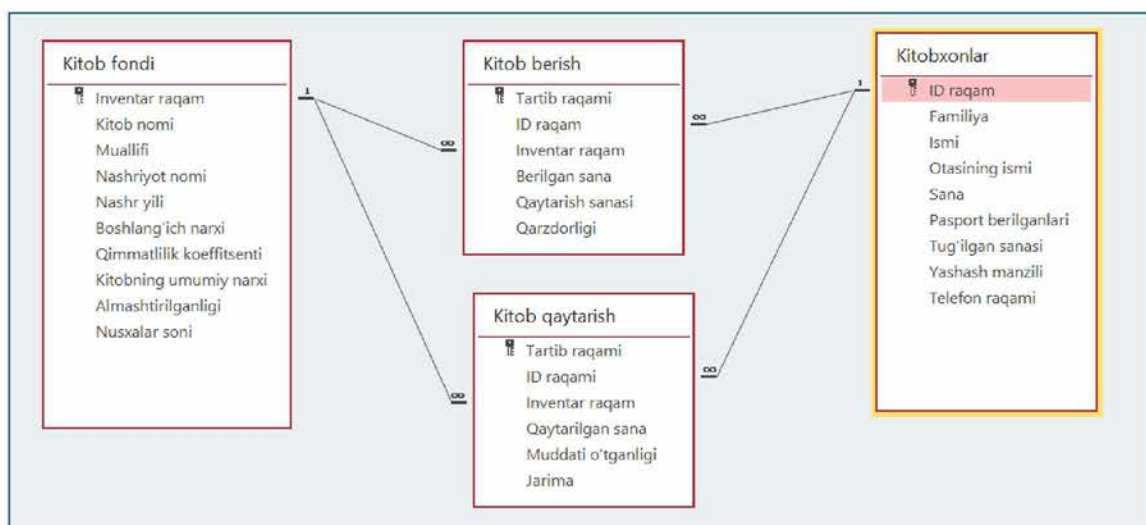 Kitob fondi
Inventar raqam
Kitob nomi
Muallifi
Nashriyot nomi
Nashr yili
Boshlang'ich narxi
Qimmatlilik koeffitsenti
Kitobning umumiy narxi
Almashtirilganligi
Nusxalar soni
1
∞
∞
Kitob berish
Tartib raqami
ID raqam
Inventar raqam
Berilgan sana
Qaytarish sanasi
Qarzdorligi
Kitob qaytarish
Tartib raqami
ID raqami
Inventar raqam
Qaytarilgan sana
Muddati o'tganligi
Jarima
∞
∞
1
Kitobxonlar
ID raqam
Familiya
Ismi
Otasining ismi
Sana
Pasport berilganlari
Tug'ilgan sanasi
Yashash manzili
Telefon raqami